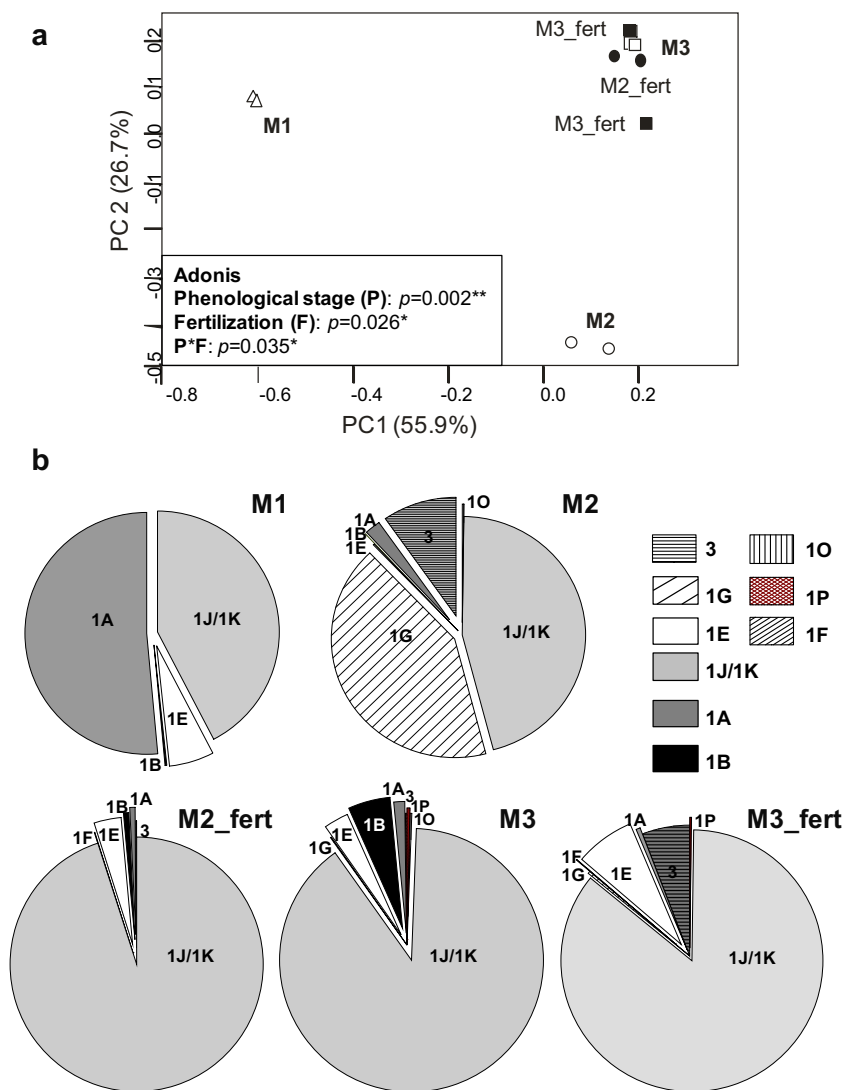 a
M3_fert
M3
M2_fert
M3_fert
M1
M2
PC 2 (26.7%)
0.2
0.1
0.0
-0.1
-0.3
-0.5
Adonis
Phenological stage (P): p=0.002**
Fertilization (F): p=0.026*
P*F: p=0.035*
-0.8 -0.6 -0.4 -0.2 0.0 0.2
PC1 (55.9%)
b
M1
1A
1J/1K
1E
1B
M2
1O
1A
1B
1E
3
1G
1J/1K
3
1G
1E
1J/1K
1A
1B
1O
1P
1F
M2_fert
1A
1B
1F
1E
3
1J/1K
M3
1A
3
1P
1O
1B
1E
1G
1J/1K
M3_fert
1P
1A
1F
1G
1E
3
1J/1K